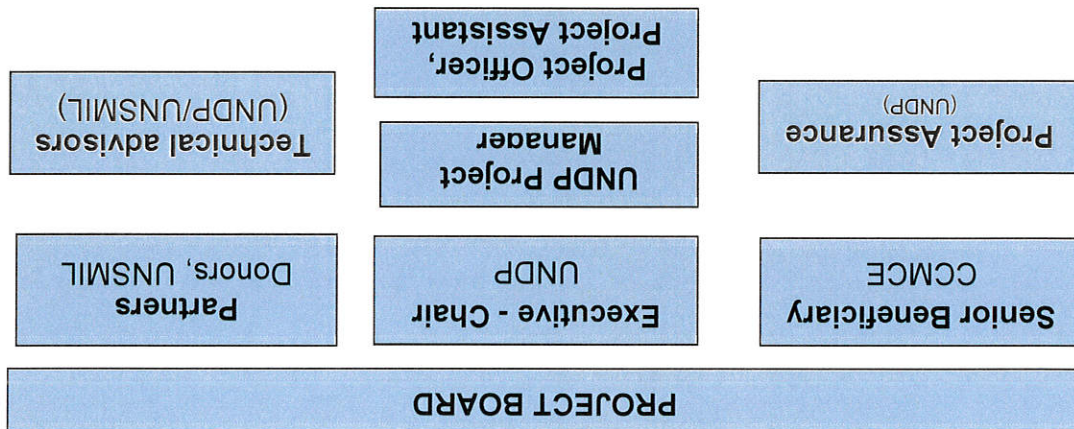 PROJECT BOARD
Senior Beneficiary
CCMCE
Executive - Chair
UNDP
Partners
Donors, UNSMIL
Project Assurance
(UNDP)
UNDP Project
Manager
Technical advisors
(UNDP/UNSMIL)
Project Officer,
Project Assistant